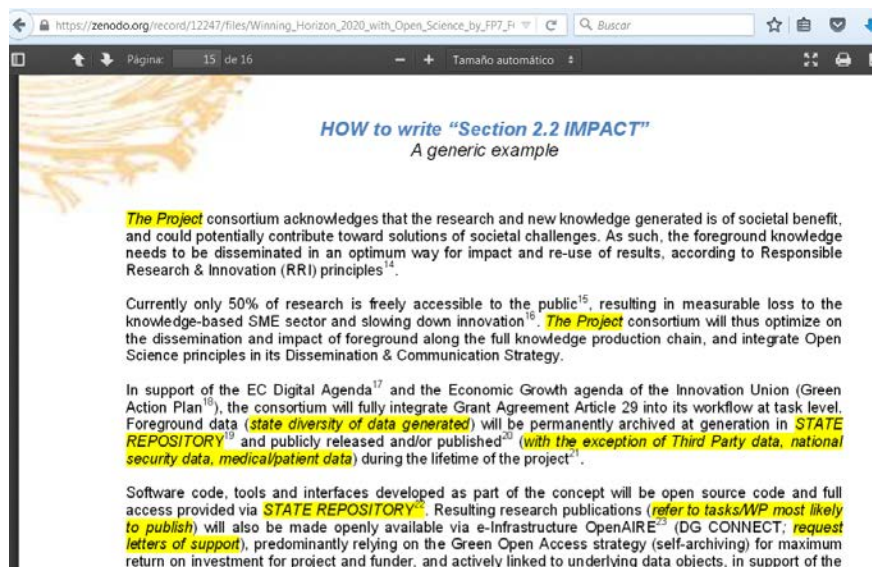 https://zenodo.org/record/12247/files/Winning_Horizon_2020_with_Open_Science_by_FP7_F
Buscar
Página: 15 de 16
Tamaño automático
HOW to write “Section 2.2 IMPACT”
A generic example
The Project consortium acknowledges that the research and new knowledge generated is of societal benefit,
and could potentially contribute toward solutions of societal challenges. As such, the foreground knowledge
needs to be disseminated in an optimum way for impact and re-use of results, according to Responsible
Research & Innovation (RRI) principles14.
Currently only 50% of research is freely accessible to the public15, resulting in measurable loss to the
knowledge-based SME sector and slowing down innovation16. The Project consortium will thus optimize on
the dissemination and impact of foreground along the full knowledge production chain, and integrate Open
Science principles in its Dissemination & Communication Strategy.
In support of the EC Digital Agenda17 and the Economic Growth agenda of the Innovation Union (Green
Action Plan18), the consortium will fully integrate Grant Agreement Article 29 into its workflow at task level.
Foreground data (state diversity of data generated) will be permanently archived at generation in STATE
REPOSITORY19 and publicly released and/or published20 (with the exception of Third Party data, national
security data, medical/patient data) during the lifetime of the project21.
Software code, tools and interfaces developed as part of the concept will be open source code and full
access provided via STATE REPOSITORY22. Resulting research publications (refer to tasks/WP most likely
to publish) will also be made openly available via e-Infrastructure OpenAIRE23 (DG CONNECT; request
letters of support), predominantly relying on the Green Open Access strategy (self-archiving) for maximum
return on investment for project and funder, and actively linked to underlying data objects, in support of the